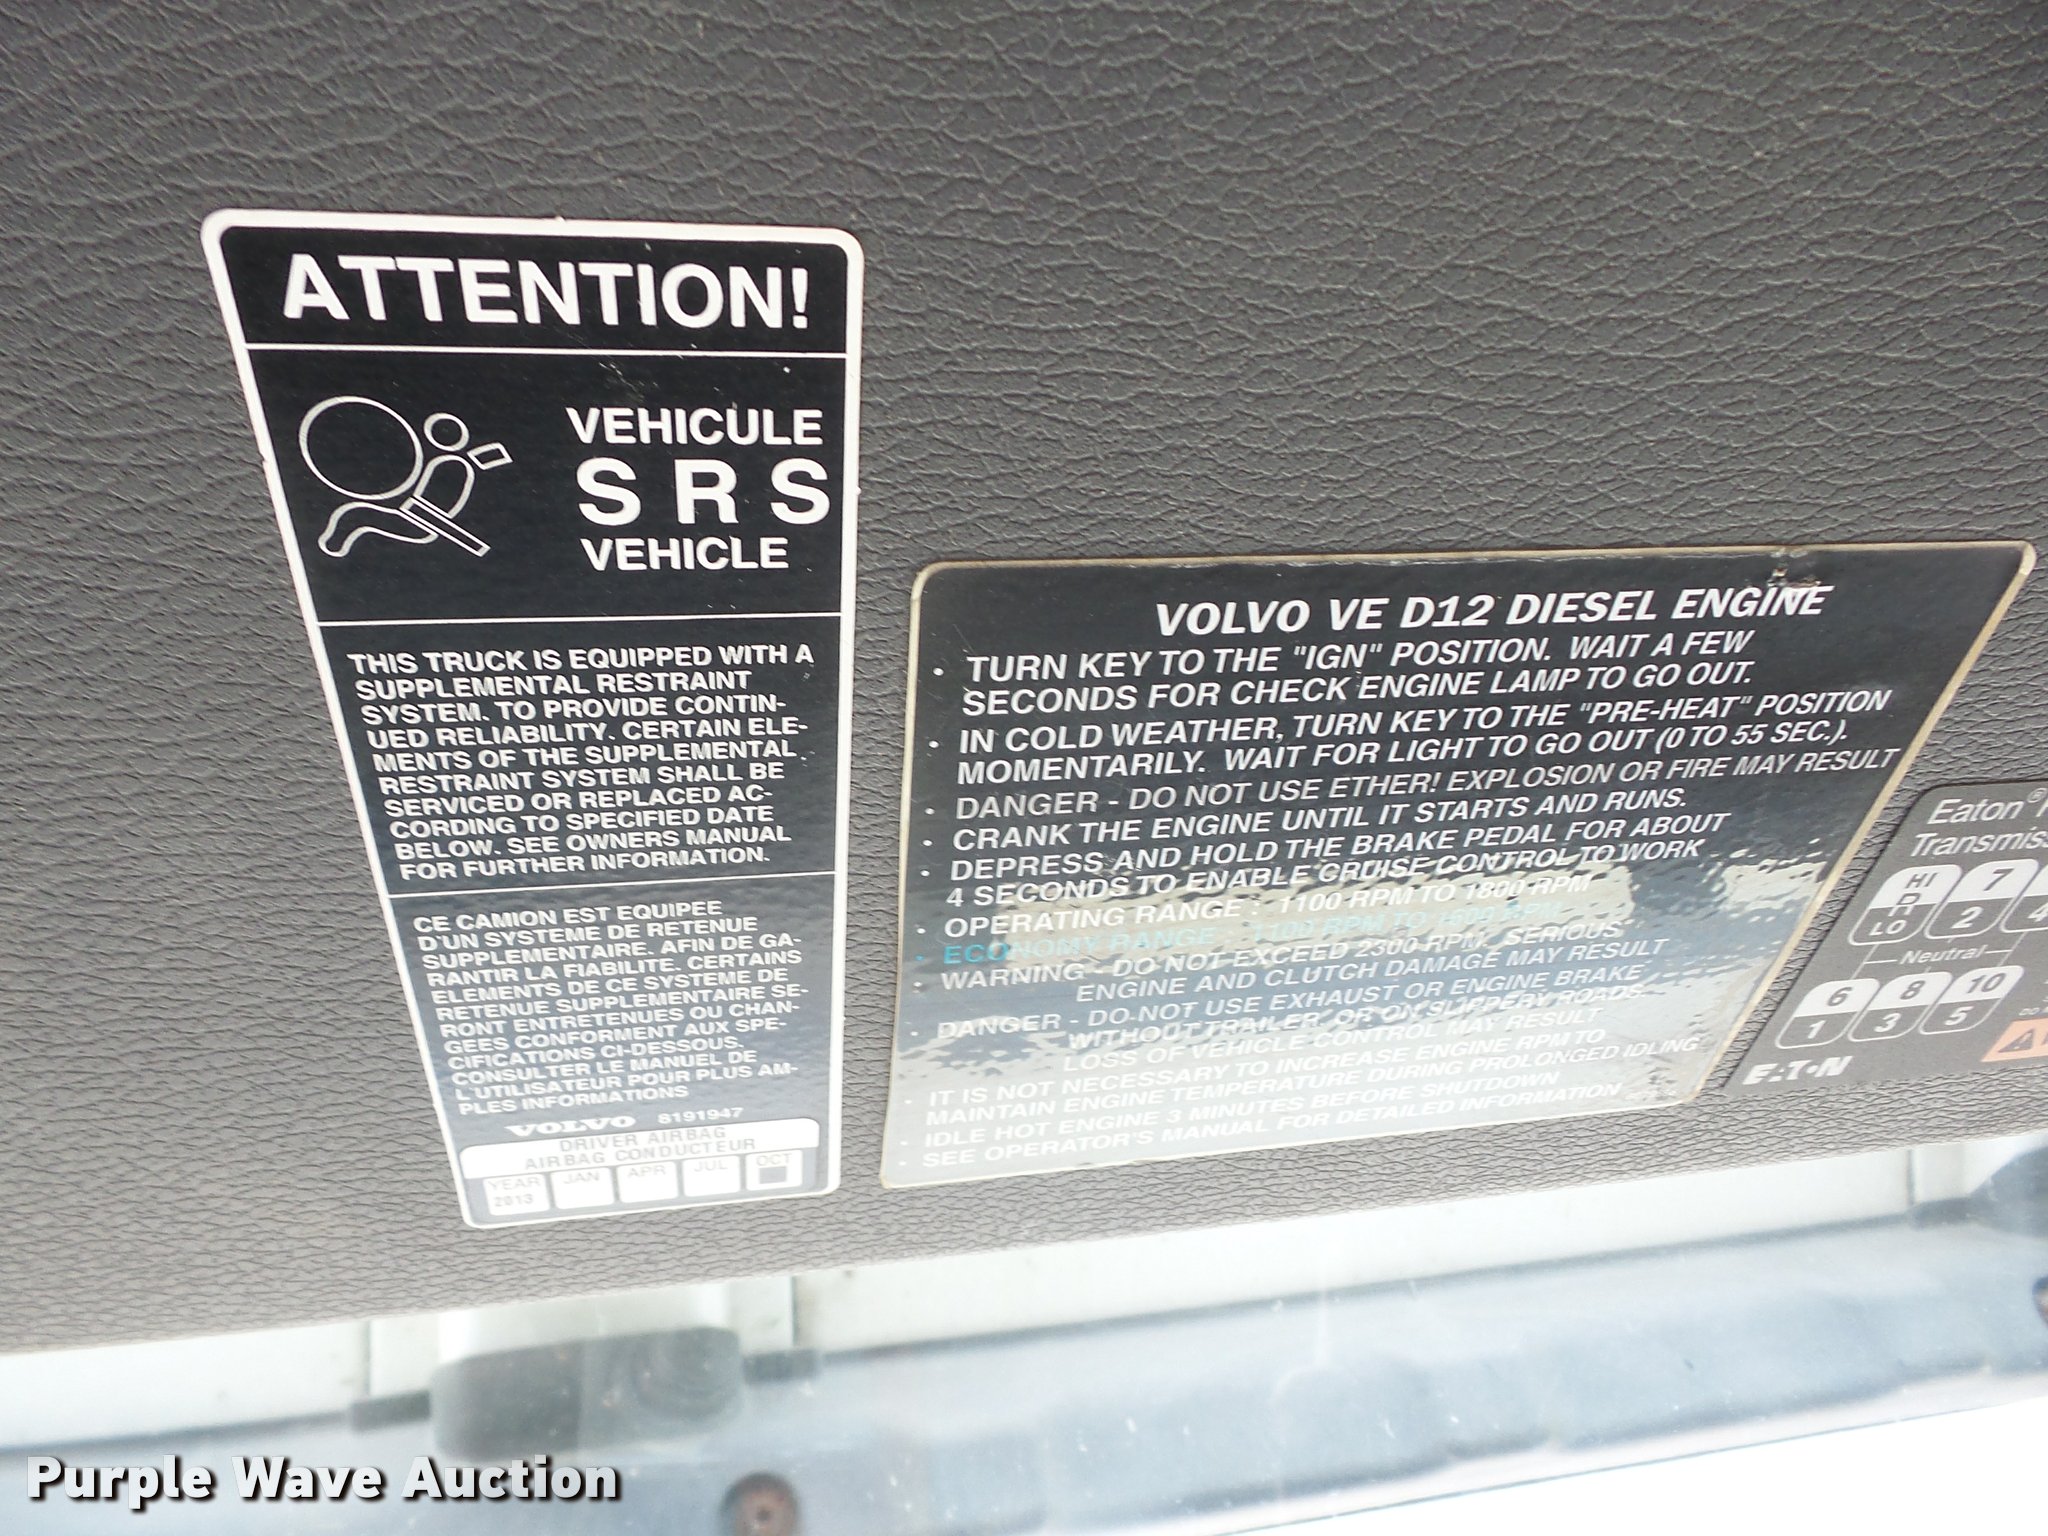 ATTENTION!
VEHICULE
S R S
VEHICLE
THIS TRUCK IS EQUIPPED WITH A
SUPPLEMENTAL RESTRAINT
SYSTEM. TO PROVIDE CONTIN-
UED RELIABILITY. CERTAIN ELE-
MENTS OF THE SUPPLEMENTAL
RESTRAINT SYSTEM SHALL BE
SERVICED OR REPLACED AC-
CORDING TO SPECIFIED DATE
BELOW. SEE OWNERS MANUAL
FOR FURTHER INFORMATION.
CE CAMION EST EQUIPEE
D'UN SYSTEME DE RETENUE
SUPPLEMENTAIRE. AFIN DE GA-
RANTIR LA FIABILITE. CERTAINS
ELEMENTS DE CE SYSTEME DE
RETENUE SUPPLEMENTAIRE SE-
RONT ENTRETENUES OU CHAN-
GEES CONFORMENT AUX SPE-
CIFICATIONS CI-DESSOUS.
CONSULTER LE MANUEL DE
L'UTILISATEUR POUR PLUS AM-
PLES INFORMATIONS
VOLVO 8191947
DRIVER AIRBAG
AIRBAG CONDUCTEUR
YEAR JAN APR JUL OCT
2013
VOLVO VE D12 DIESEL ENGINE
• TURN KEY TO THE "IGN" POSITION. WAIT A FEW
SECONDS FOR CHECK ENGINE LAMP TO GO OUT.
• IN COLD WEATHER, TURN KEY TO THE "PRE-HEAT" POSITION
MOMENTARILY. WAIT FOR LIGHT TO GO OUT (0 TO 55 SEC.).
• DANGER - DO NOT USE ETHER! EXPLOSION OR FIRE MAY RESULT
• CRANK THE ENGINE UNTIL IT STARTS AND RUNS.
• DEPRESS AND HOLD THE BRAKE PEDAL FOR ABOUT
4 SECONDS TO ENABLE CRUISE CONTROL TO WORK
• OPERATING RANGE : 1100 RPM TO 1800 RPM
• ECONOMY RANGE : 1100 RPM TO 1600 RPM
• WARNING - DO NOT EXCEED 2300 RPM. SERIOUS
ENGINE AND CLUTCH DAMAGE MAY RESULT
• DANGER - DO NOT USE EXHAUST OR ENGINE BRAKE
WITHOUT TRAILER, OR ON SLIPPERY ROADS.
LOSS OF VEHICLE CONTROL MAY RESULT
• IT IS NOT NECESSARY TO INCREASE ENGINE RPM TO
MAINTAIN ENGINE TEMPERATURE DURING PROLONGED IDLING
• IDLE HOT ENGINE 3 MINUTES BEFORE SHUTDOWN
• SEE OPERATOR'S MANUAL FOR DETAILED INFORMATION
Eaton®
Transmiss
HI 7
R
LO 2 4
Neutral
6 8 10
1 3 5
EATON
Purple Wave Auction